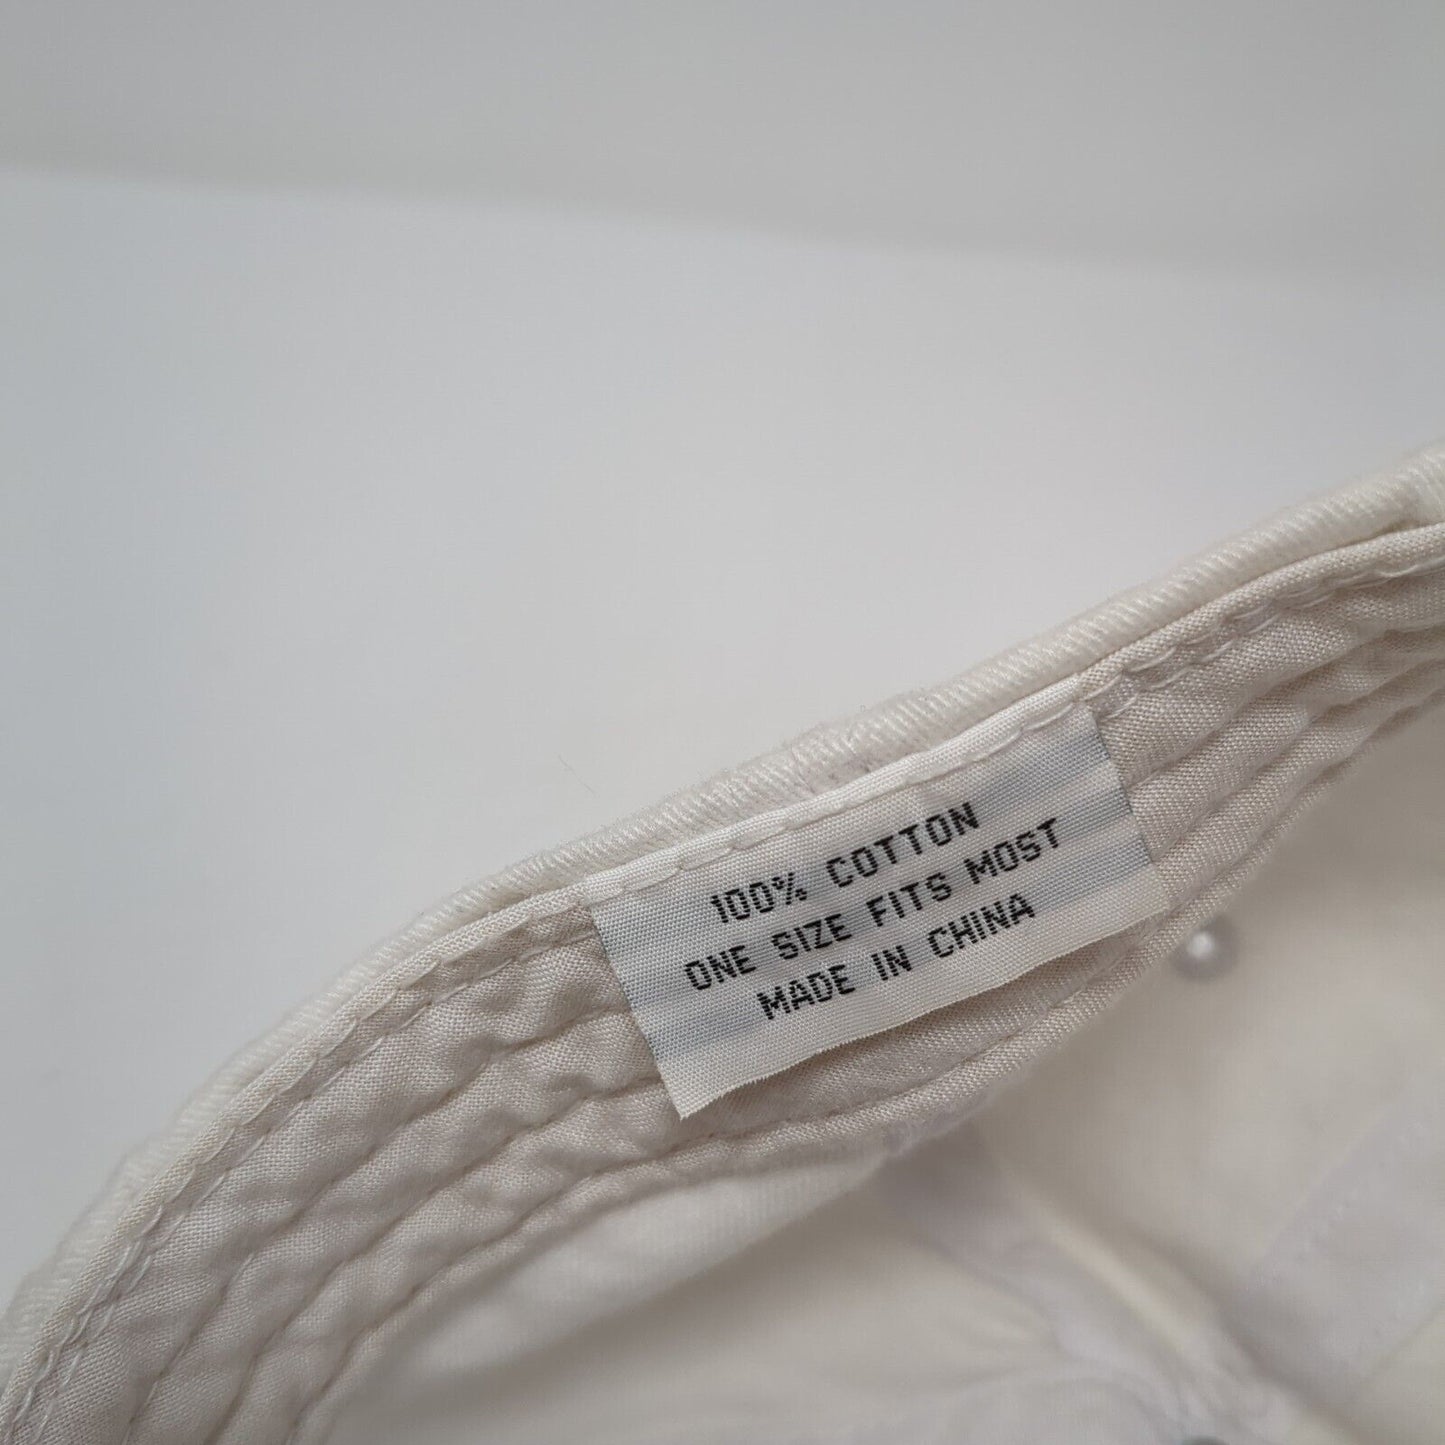 100% COTTON
ONE SIZE FITS MOST
MADE IN CHINA